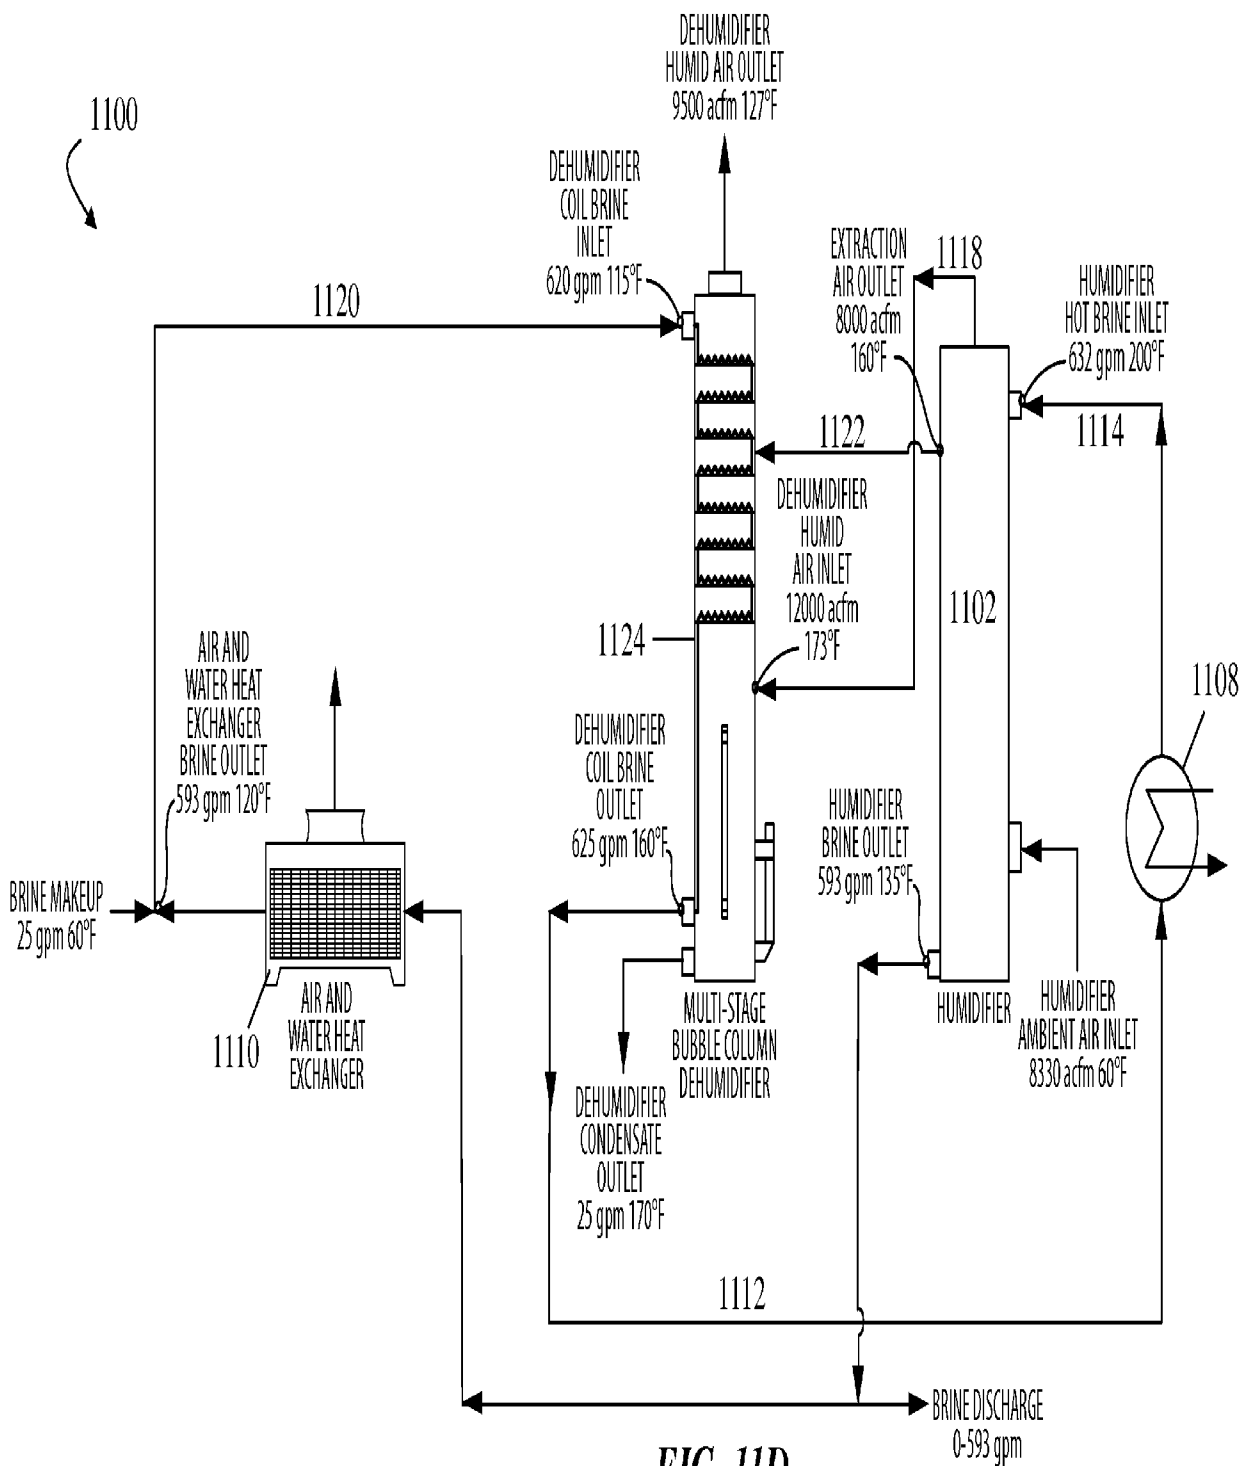 DEHUMIDIFIER
HUMID AIR OUTLET
9500 acfm 127°F
1100
DEHUMIDIFIER
COIL BRINE
INLET
620 gpm 115°F
EXTRACTION
AIR OUTLET
8000 acfm
160°F
1118
HUMIDIFIER
HOT BRINE INLET
632 gpm 200°F
1120
1122
1114
DEHUMIDIFIER
HUMID
AIR INLET
12000 acfm
173°F
1102
1124
AIR AND
WATER HEAT
EXCHANGER
BRINE OUTLET
593 gpm 120°F
1108
DEHUMIDIFIER
COIL BRINE
OUTLET
625 gpm 160°F
HUMIDIFIER
BRINE OUTLET
593 gpm 135°F
BRINE MAKEUP
25 gpm 60°F
1110
AIR AND
WATER HEAT
EXCHANGER
MULTI-STAGE
BUBBLE COLUMN
DEHUMIDIFIER
HUMIDIFIER
HUMIDIFIER
AMBIENT AIR INLET
8330 acfm 60°F
DEHUMIDIFIER
CONDENSATE
OUTLET
25 gpm 170°F
1112
BRINE DISCHARGE
0-593 gpm
FIG. 11D